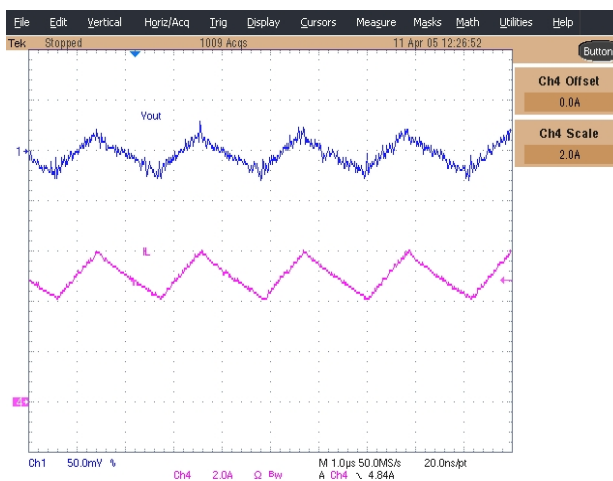 File Edit Vertical Horiz/Acq Trig Display Cursors Measure Masks Math Utilities Help
Tek Stopped 1009 Acqs 11 Apr 05 12:26:52
Button
Ch4 Offset
0.0A
Ch4 Scale
2.0A
Vout
1
IL
4
Ch1 50.0mV M 1.0µs 50.0MS/s 20.0ns/pt
Ch4 2.0A Ω Bw A Ch4 4.84A